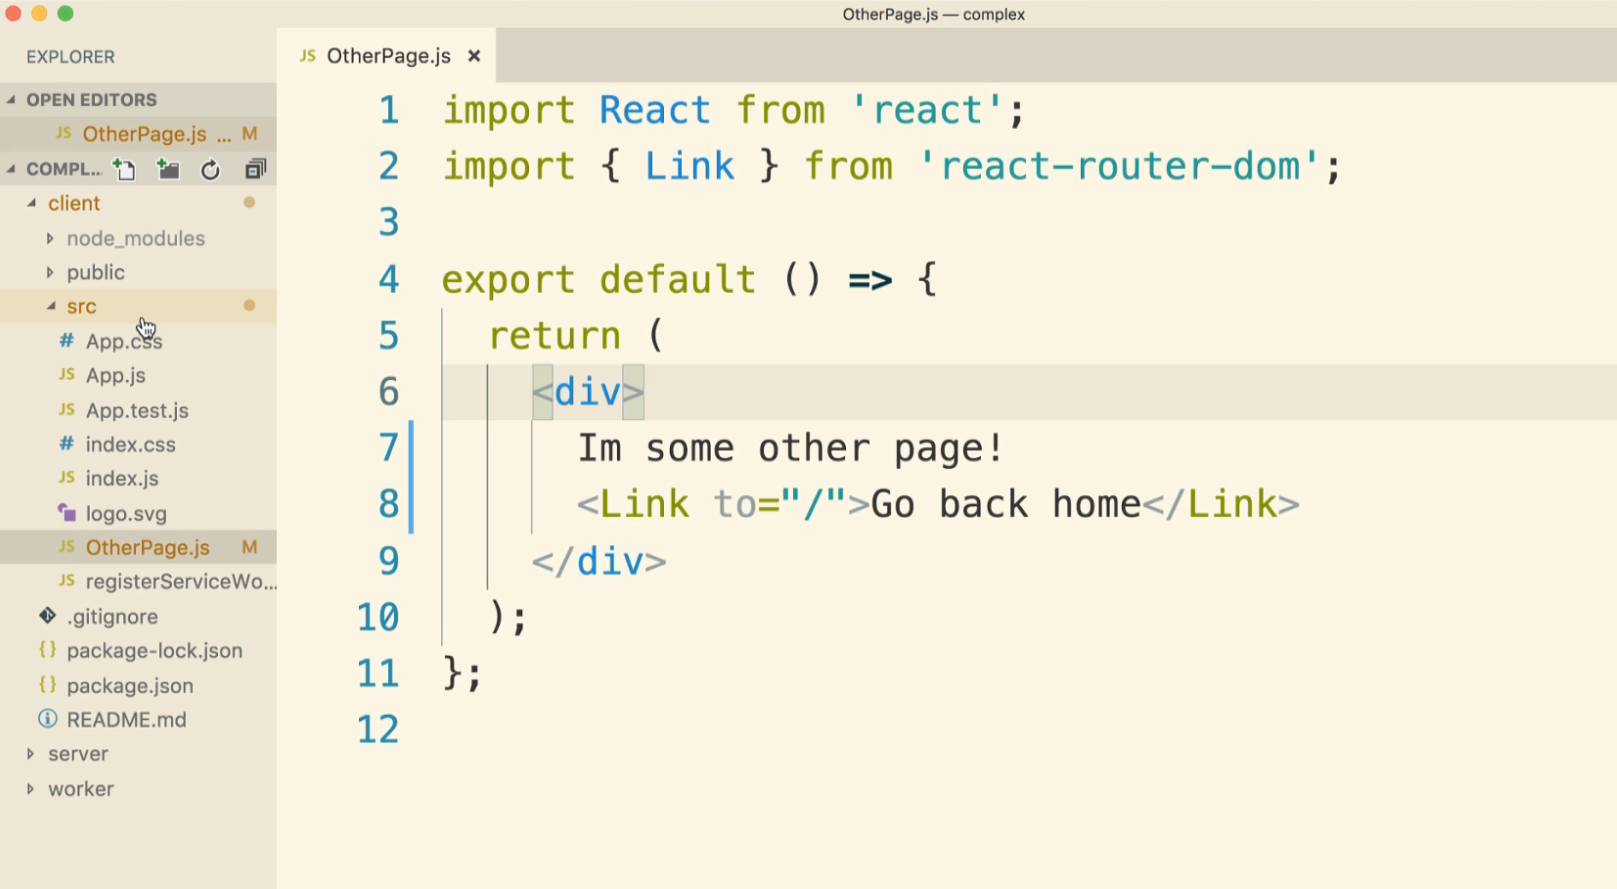 OtherPage.js — complex
EXPLORER
OPEN EDITORS
JS OtherPage.js ... M
COMPL...
client
node_modules
public
src
# App.css
JS App.js
JS App.test.js
# index.css
JS index.js
logo.svg
JS OtherPage.js M
JS registerServiceWo...
.gitignore
{} package-lock.json
{} package.json
README.md
server
worker
JS OtherPage.js ×
1 import React from 'react';
2 import { Link } from 'react-router-dom';
3
4 export default () => {
5 return (
6 <div>
7 Im some other page!
8 <Link to="/">Go back home</Link>
9 </div>
10 );
11 };
12